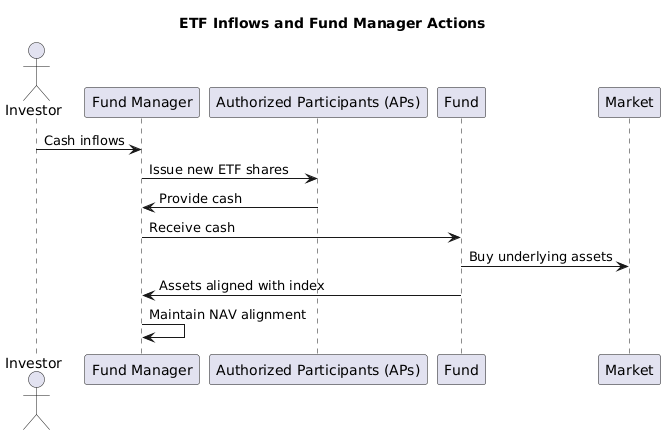 ETF Inflows and Fund Manager Actions
Investor
Fund Manager
Authorized Participants (APs)
Fund
Market
Cash inflows
Issue new ETF shares
Provide cash
Receive cash
Buy underlying assets
Assets aligned with index
Maintain NAV alignment
Investor
Fund Manager
Authorized Participants (APs)
Fund
Market